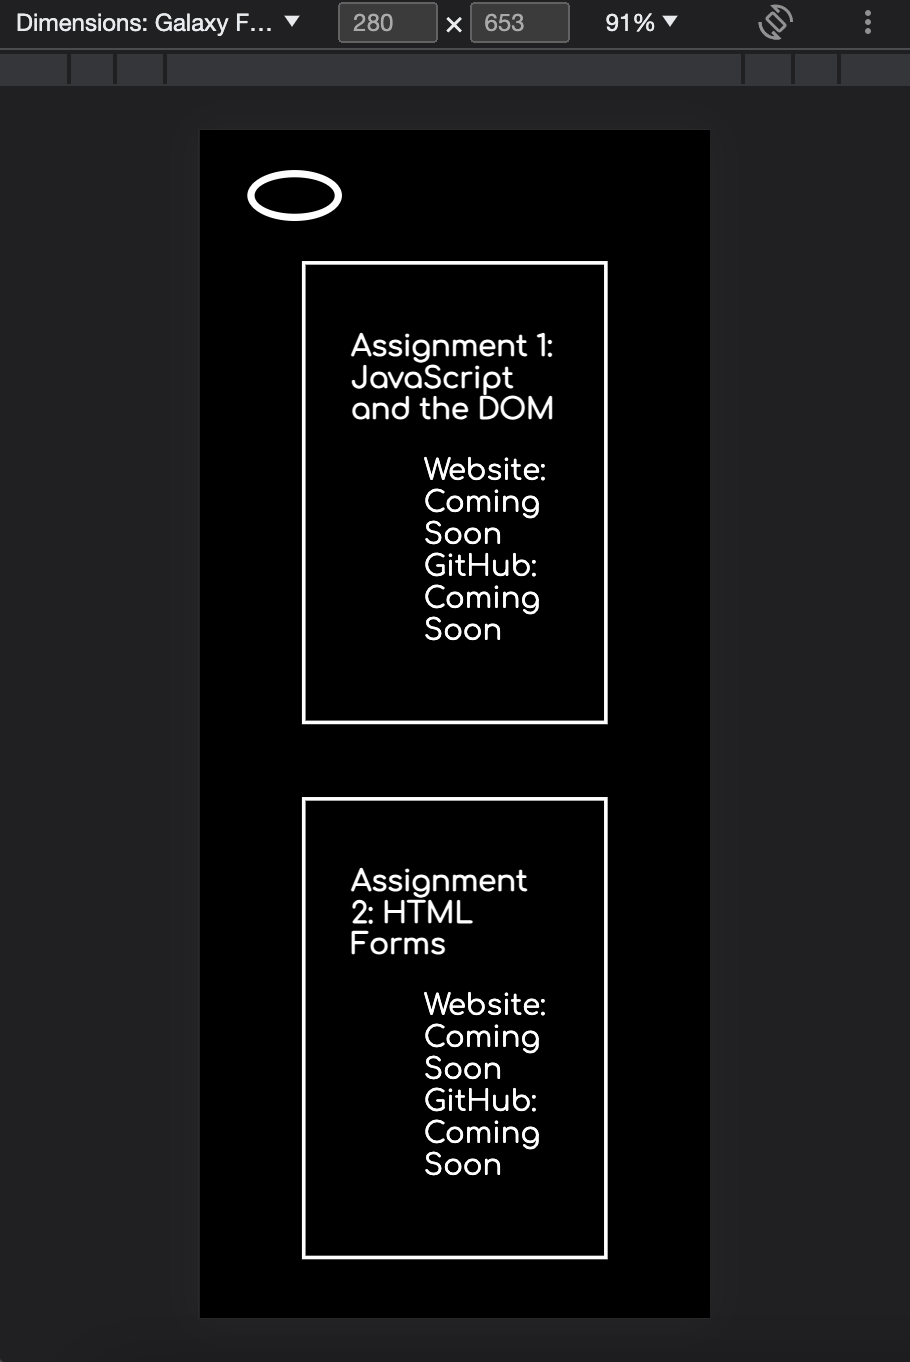 Dimensions: Galaxy F... ▼ 280 × 653 91% ▼
Assignment 1:
JavaScript
and the DOM
Website:
Coming
Soon
GitHub:
Coming
Soon
Assignment
2: HTML
Forms
Website:
Coming
Soon
GitHub:
Coming
Soon